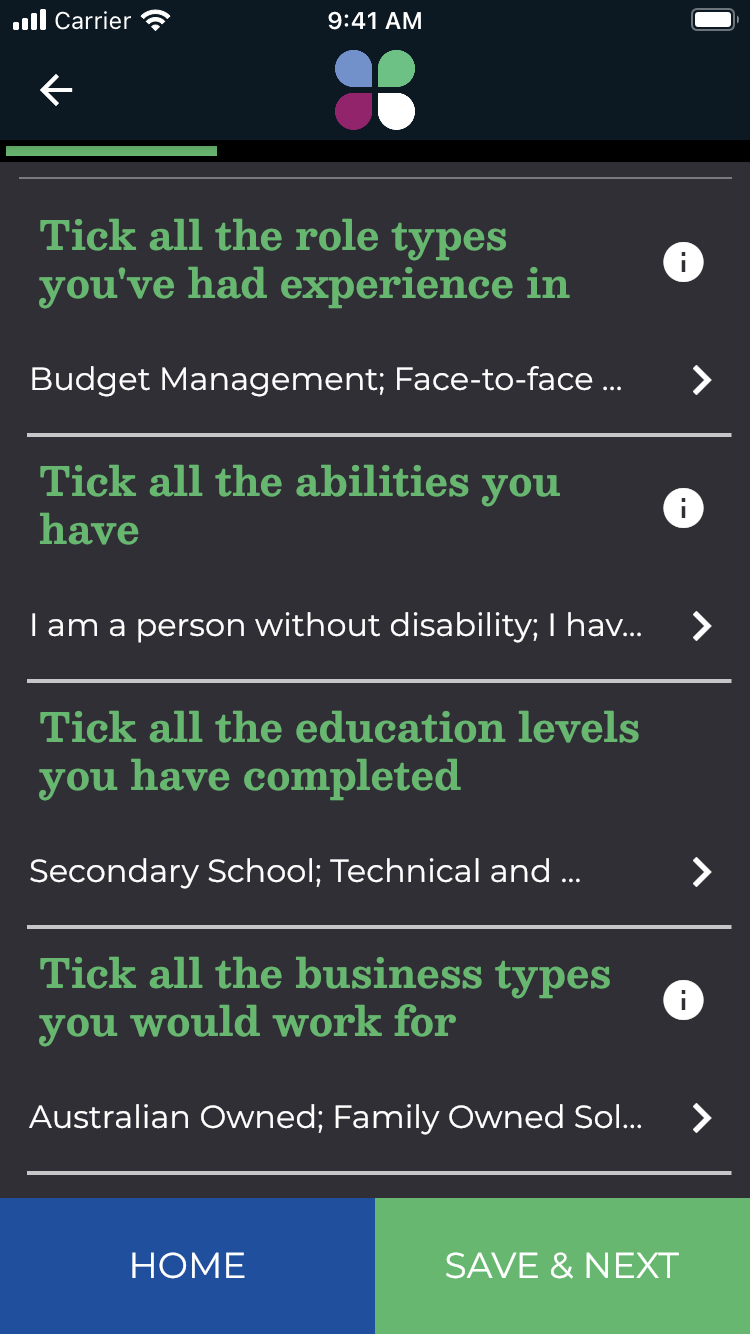 Carrier 9:41 AM
Tick all the role types
you've had experience in
i
Budget Management; Face-to-face ...
Tick all the abilities you
have
i
I am a person without disability; I hav...
Tick all the education levels
you have completed
Secondary School; Technical and ...
Tick all the business types
you would work for
i
Australian Owned; Family Owned Sol...
HOME SAVE & NEXT